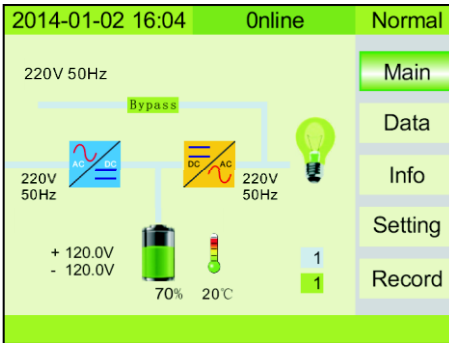 2014-01-02 16:04 0nline Normal
220V 50Hz
Main
Bypass
Data
AC DC
DC AC
220V
50Hz
220V
50Hz
Info
Setting
+ 120.0V
- 120.0V
1
1
70% 20℃
Record